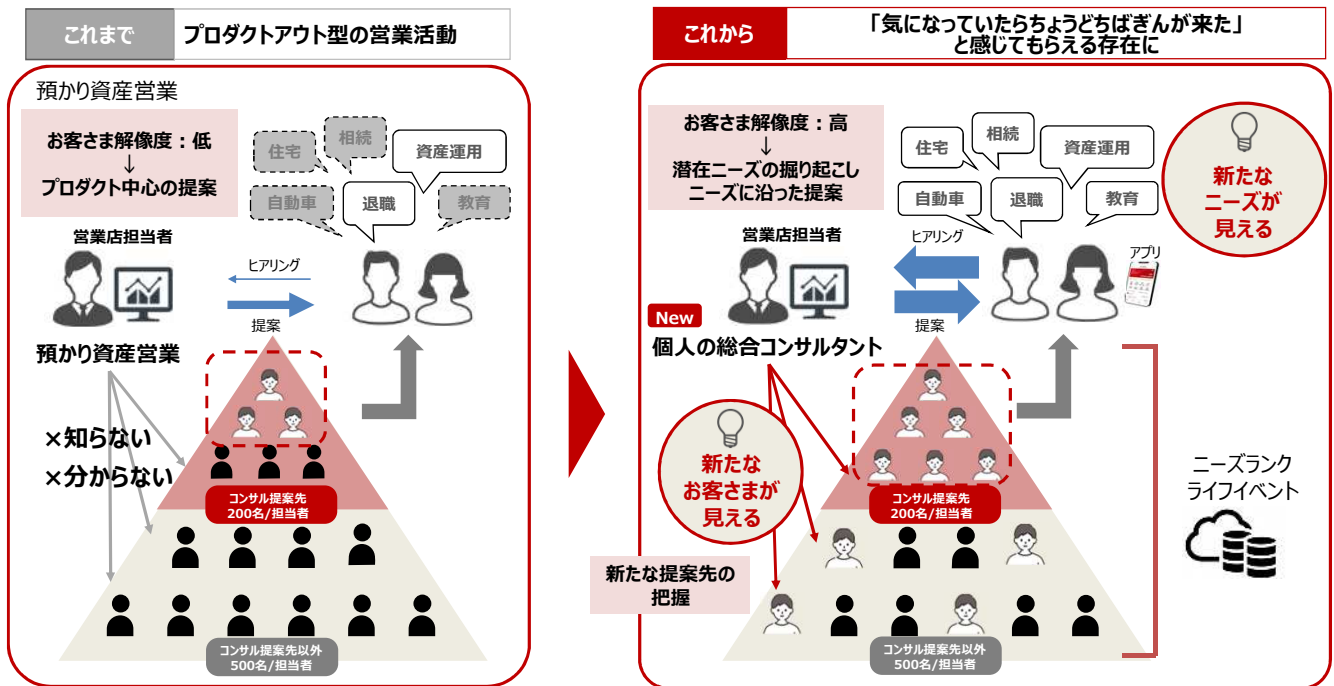 これまで
プロダクトアウト型の営業活動
預かり資産営業
お客さま解像度：低
↓
プロダクト中心の提案
住宅
相続
資産運用
自動車
退職
教育
営業店担当者
ヒアリング
提案
預かり資産営業
×知らない
×分からない
コンサル提案先
200名/担当者
コンサル提案先以外
500名/担当者
これから
「気になっていたらちょうどちばぎんが来た」
と感じてもらえる存在に
お客さま解像度：高
↓
潜在ニーズの掘り起こし
ニーズに沿った提案
住宅
相続
資産運用
自動車
退職
教育
新たな
ニーズが
見える
営業店担当者
ヒアリング
アプリ
提案
New
個人の総合コンサルタント
新たな
お客さまが
見える
コンサル提案先
200名/担当者
新たな提案先の
把握
コンサル提案先以外
500名/担当者
ニーズランク
ライフイベント